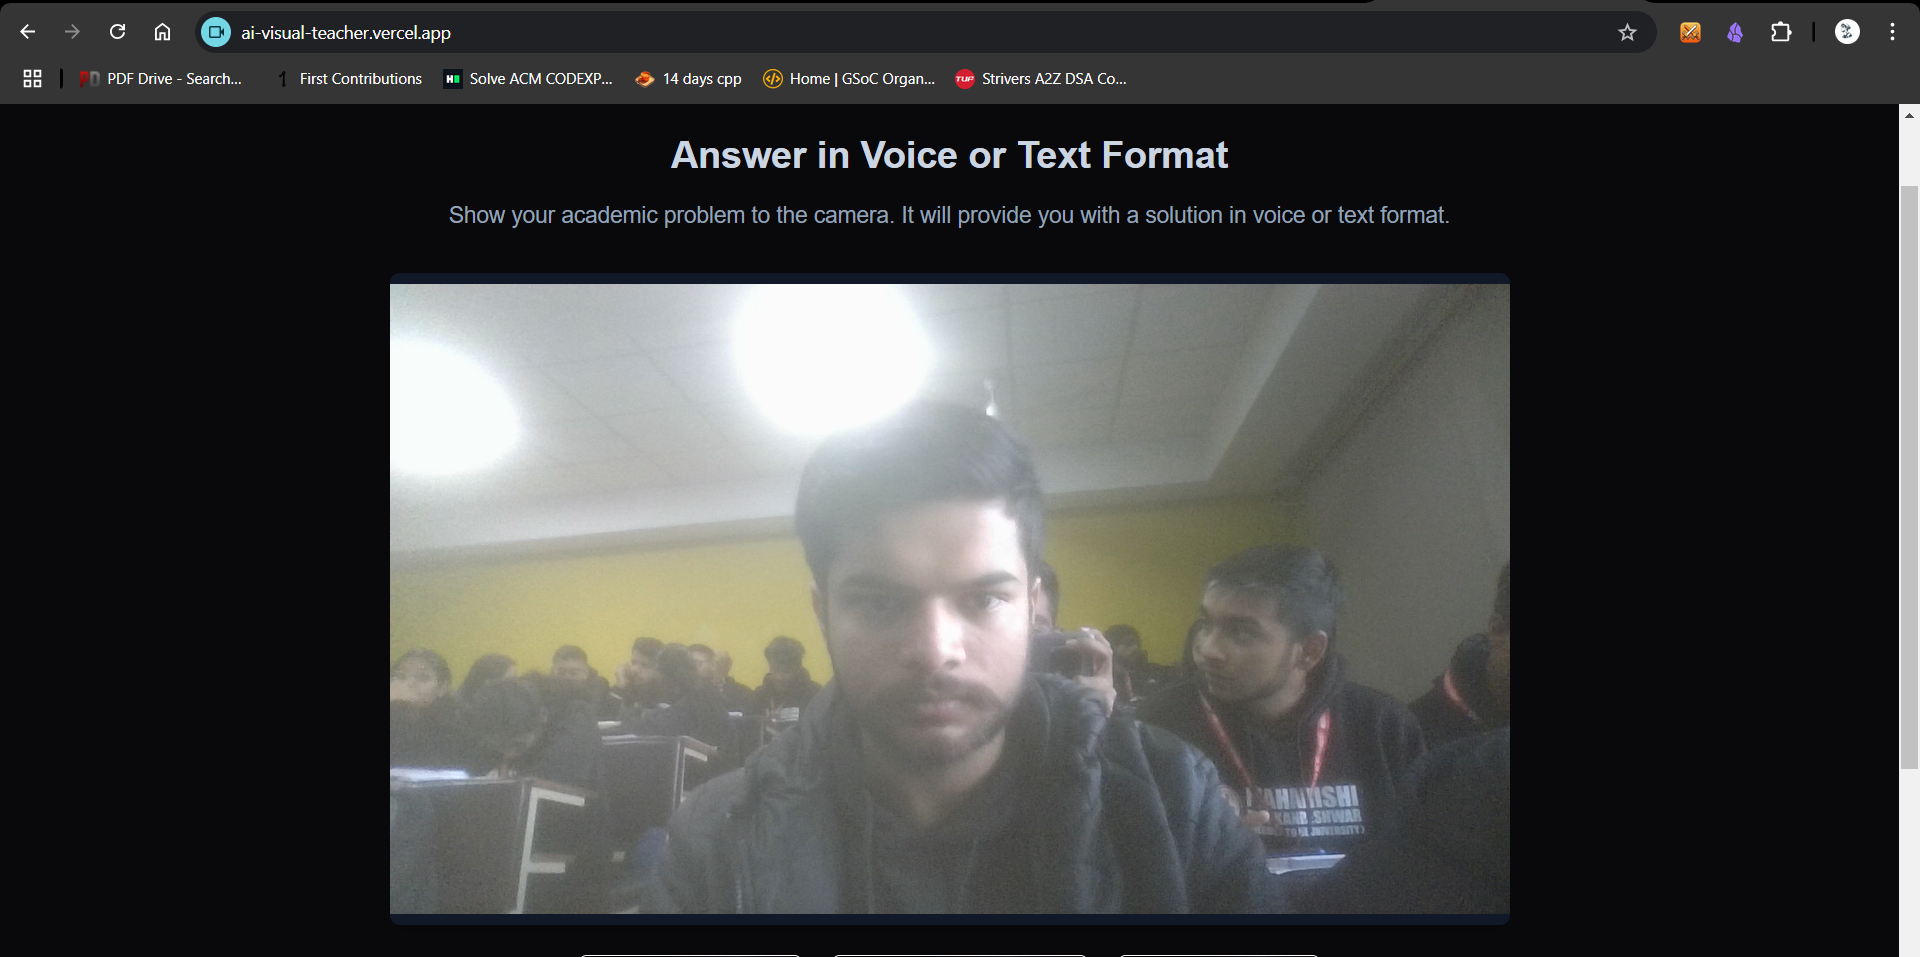 ai-visual-teacher.vercel.app
PDF Drive - Search...
First Contributions
Solve ACM CODEXP...
14 days cpp
Home | GSoC Organ...
TUF
Strivers A2Z DSA Co...
Answer in Voice or Text Format
Show your academic problem to the camera. It will provide you with a solution in voice or text format.